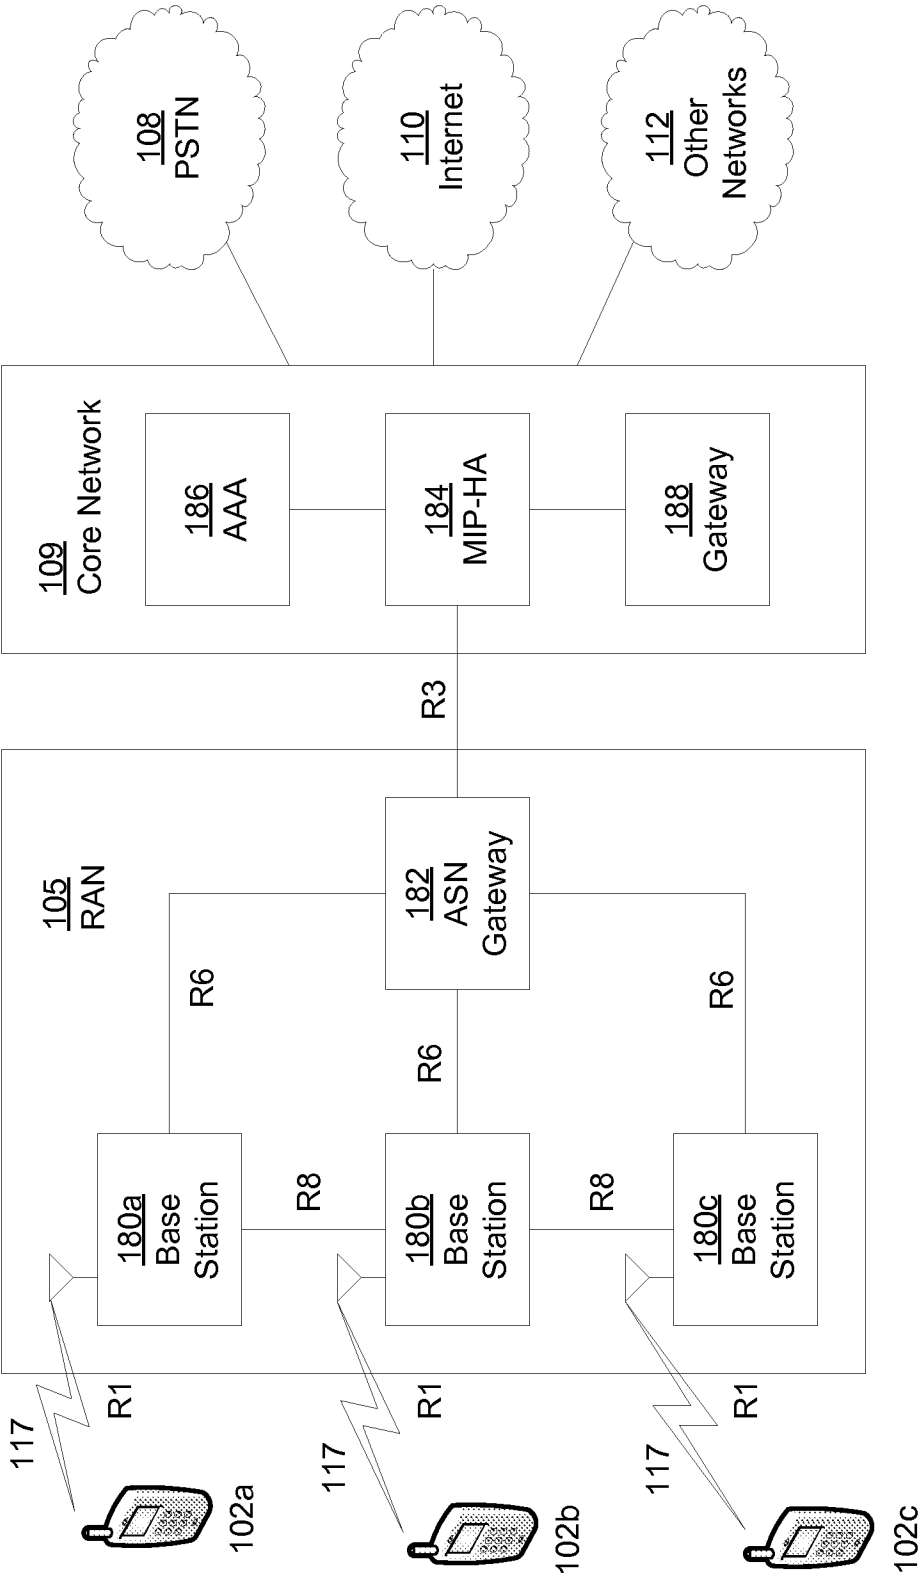 117
102a
R1
180a
Base
Station
R8
117
102b
R1
180b
Base
Station
R8
117
102c
R1
180c
Base
Station
R6
R6
R6
105
RAN
182
ASN
Gateway
R3
109
Core Network
186
AAA
184
MIP-HA
188
Gateway
108
PSTN
110
Internet
112
Other
Networks